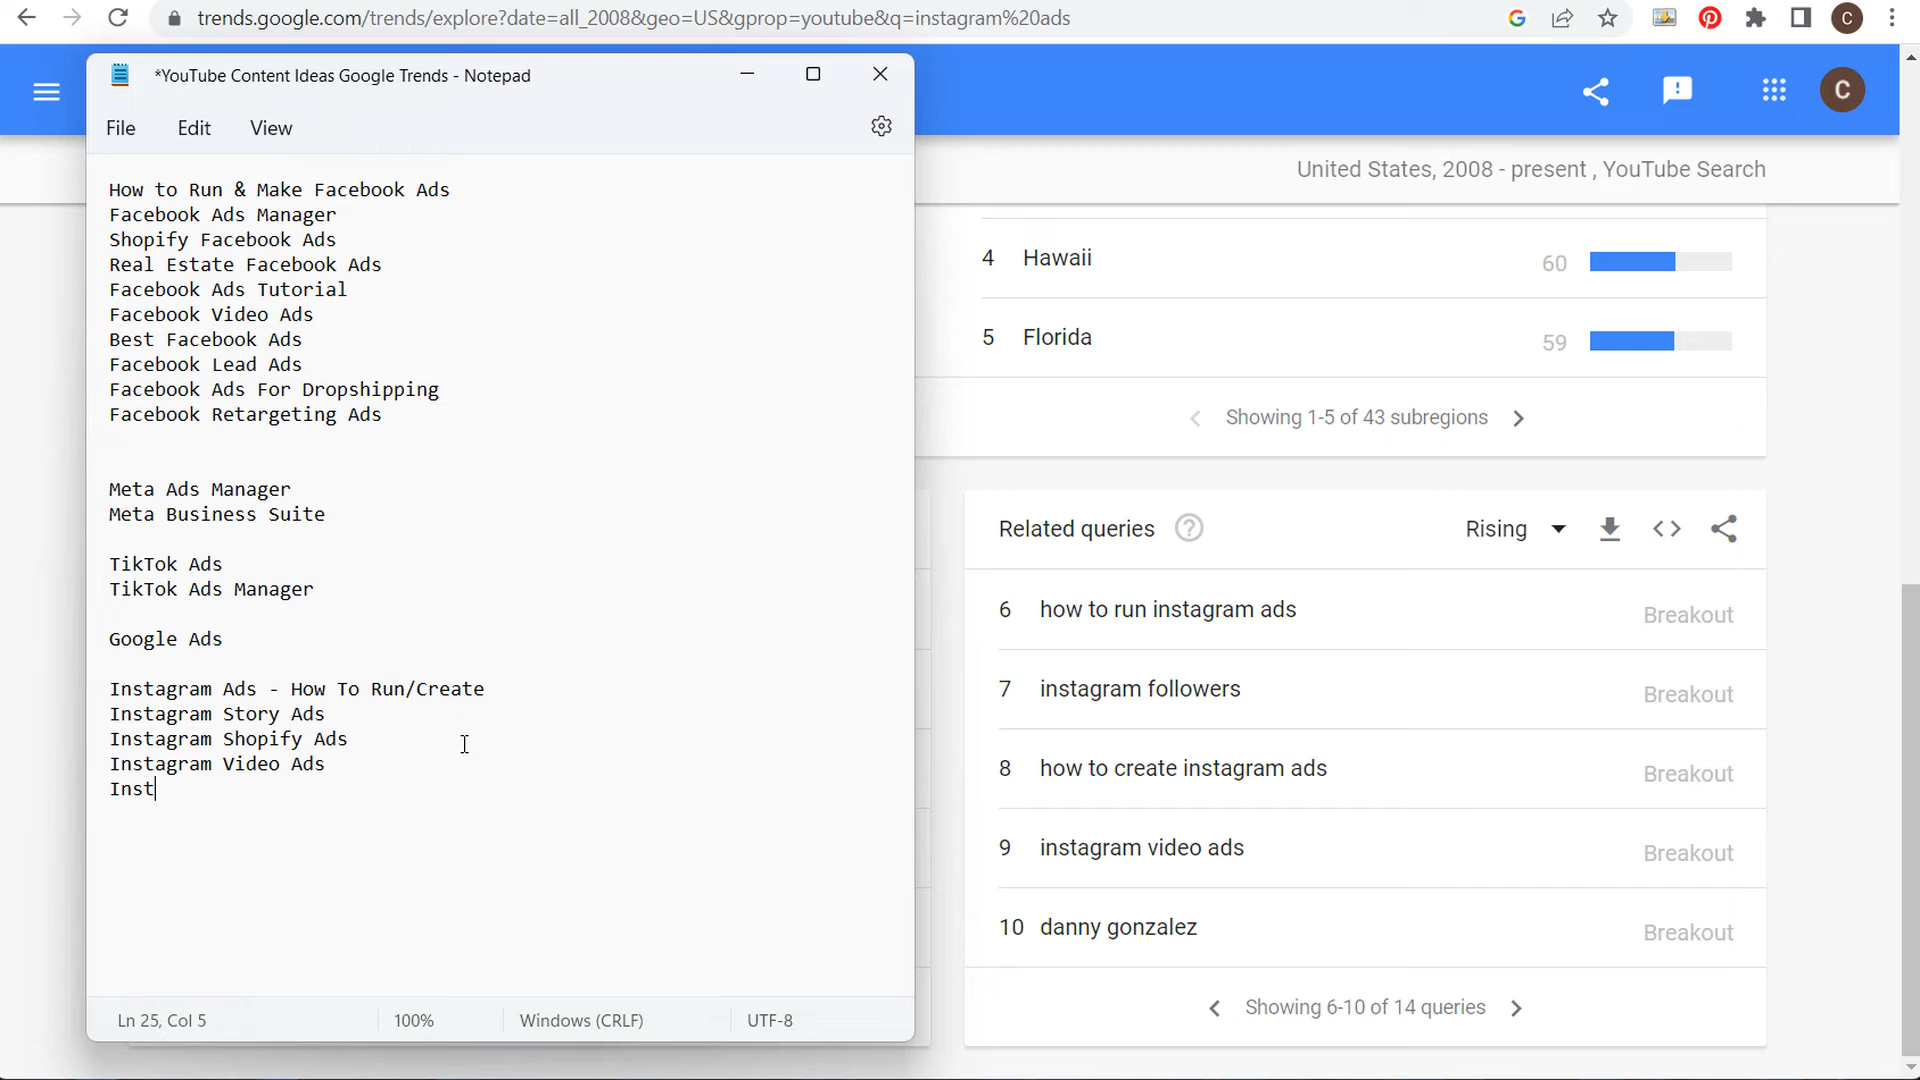 trends.google.com/trends/explore?date=all_2008&geo=US&gprop=youtube&q=instagram%20ads
C
*YouTube Content Ideas Google Trends - Notepad
File Edit View
C
United States, 2008 - present , YouTube Search
How to Run & Make Facebook Ads
Facebook Ads Manager
Shopify Facebook Ads
Real Estate Facebook Ads
Facebook Ads Tutorial
Facebook Video Ads
Best Facebook Ads
Facebook Lead Ads
Facebook Ads For Dropshipping
Facebook Retargeting Ads
Meta Ads Manager
Meta Business Suite
TikTok Ads
TikTok Ads Manager
Google Ads
Instagram Ads - How To Run/Create
Instagram Story Ads
Instagram Shopify Ads
Instagram Video Ads
Inst
Ln 25, Col 5 100% Windows (CRLF) UTF-8
4 Hawaii 60
5 Florida 59
Showing 1-5 of 43 subregions
Related queries ? Rising
6 how to run instagram ads Breakout
7 instagram followers Breakout
8 how to create instagram ads Breakout
9 instagram video ads Breakout
10 danny gonzalez Breakout
Showing 6-10 of 14 queries